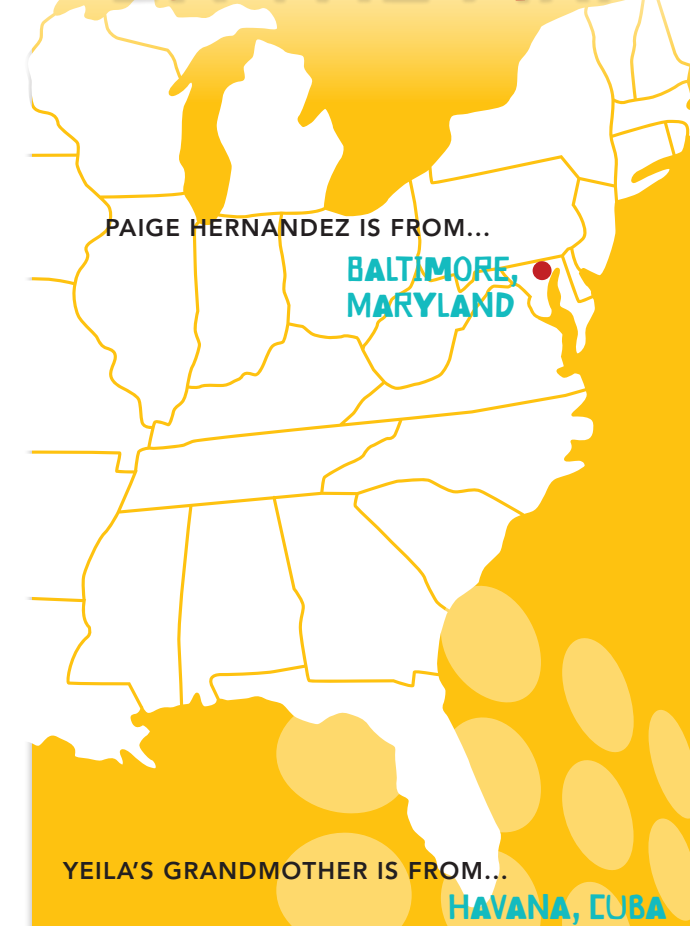 PAIGE HERNANDEZ IS FROM...
BALTIMORE,
MARYLAND
YEILA'S GRANDMOTHER IS FROM...
HAVANA, CUBA